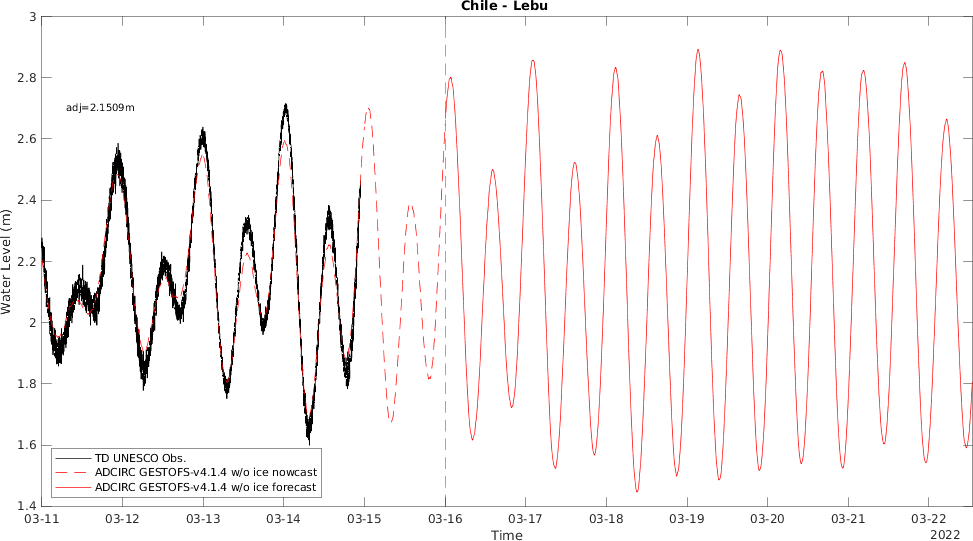 Chile - Lebu
3
2.8
adj=2.1509m
2.6
2.4
2.2
2
1.8
1.6
1.4
Water Level (m)
TD UNESCO Obs.
ADCIRC GESTOFS-v4.1.4 w/o ice nowcast
ADCIRC GESTOFS-v4.1.4 w/o ice forecast
03-11 03-12 03-13 03-14 03-15 03-16 03-17 03-18 03-19 03-20 03-21 03-22
Time
2022